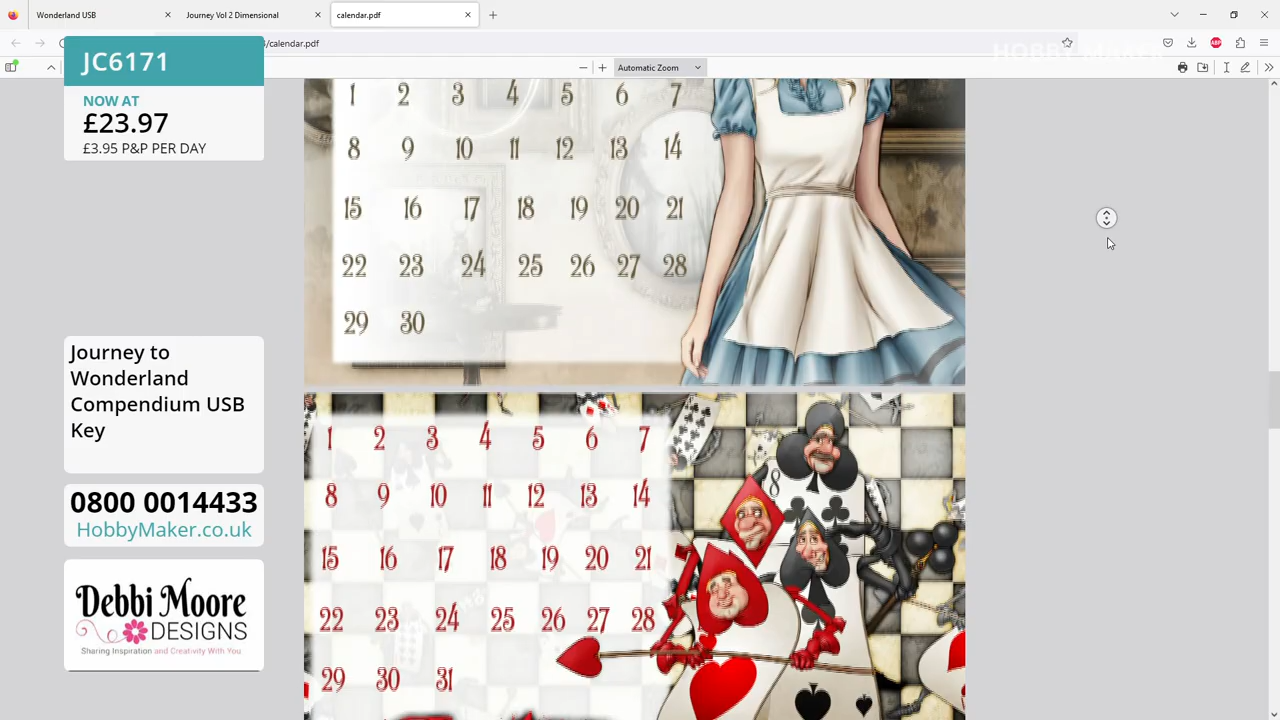 Wonderland USB
Journey Vol 2 Dimensional
calendar.pdf
/calendar.pdf
HOBBY MAKER
Automatic Zoom
JC6171
NOW AT
£23.97
£3.95 P&P PER DAY
1 2 3 4 5 6 7
8 9 10 11 12 13 14
15 16 17 18 19 20 21
22 23 24 25 26 27 28
29 30
Journey to
Wonderland
Compendium USB
Key
0800 0014433
HobbyMaker.co.uk
Debbi Moore
DESIGNS
Sharing Inspiration and Creativity With You
1 2 3 4 5 6 7
8 9 10 11 12 13 14
15 16 17 18 19 20 21
22 23 24 25 26 27 28
29 30 31
8